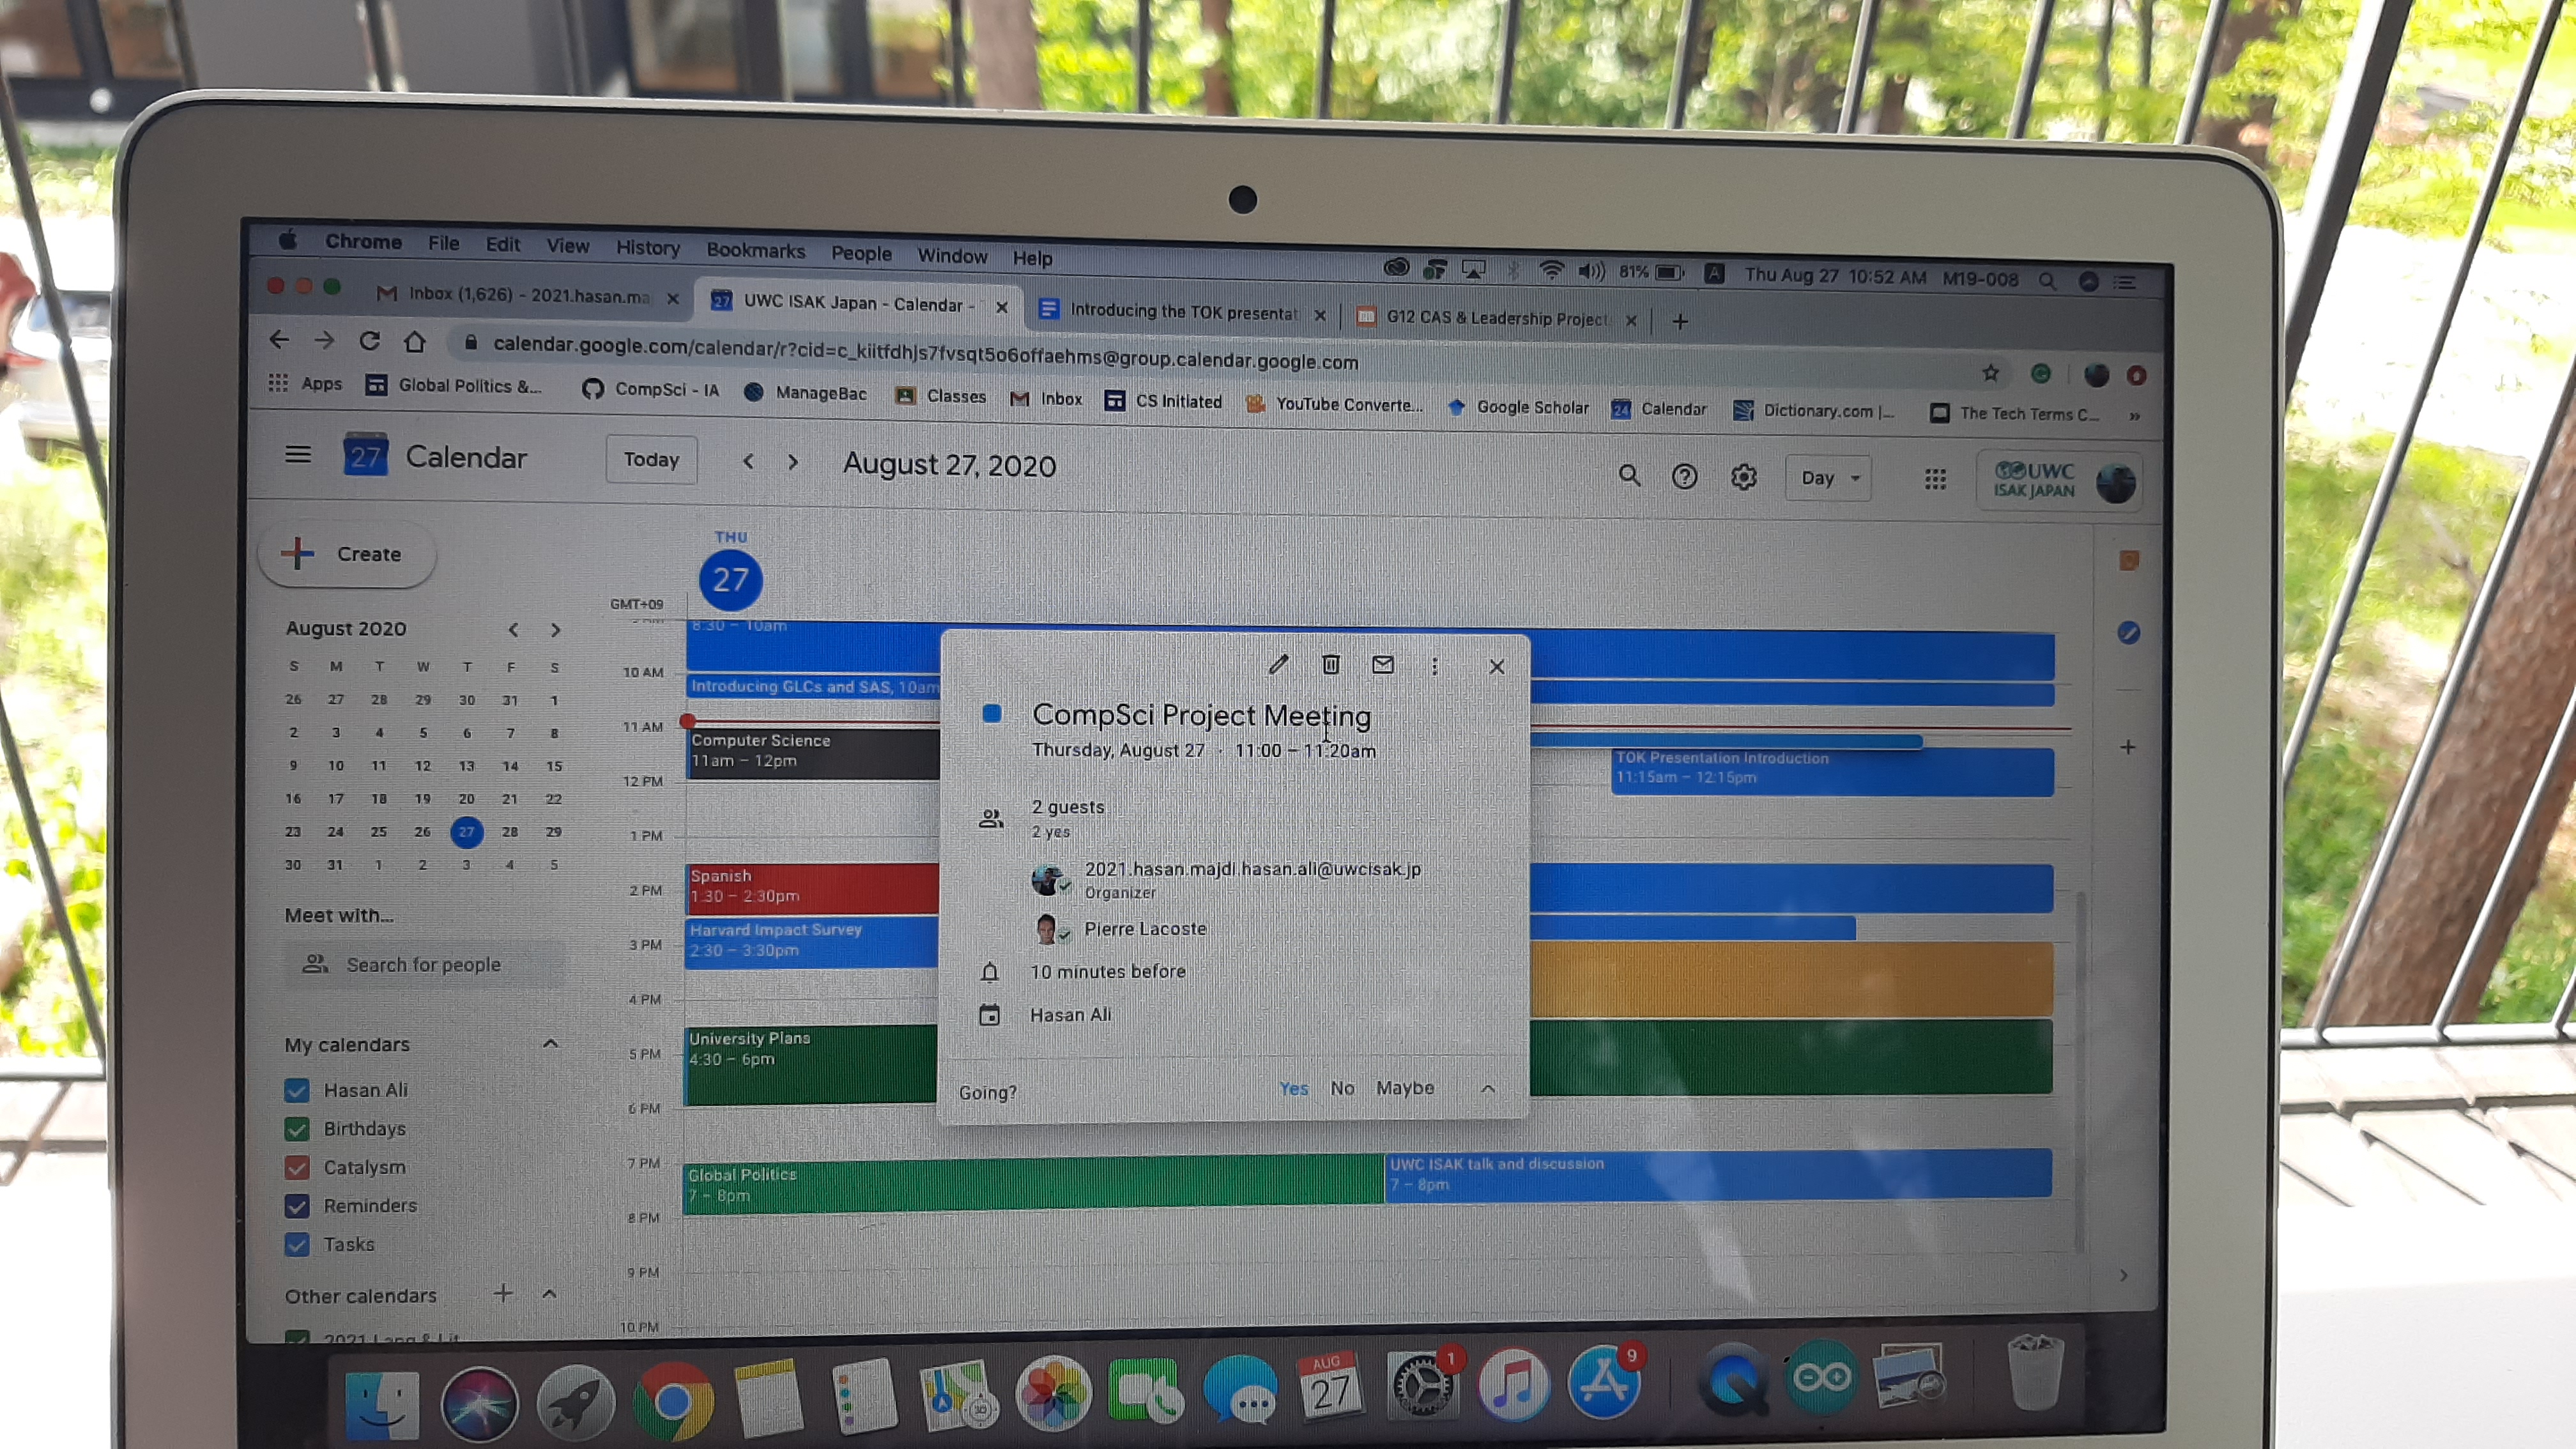 Chrome File Edit View History Bookmarks People Window Help 81% A Thu Aug 27 10:52 AM M19-008
Inbox (1,626) - 2021.hasan.ma
27 UWC ISAK Japan - Calendar -
Introducing the TOK presentat
G12 CAS & Leadership Project
calendar.google.com/calendar/r?cid=c_kiitfdhjs7fvsqt5o6offaehms@group.calendar.google.com
Apps Global Politics &... CompSci - IA ManageBac Classes Inbox CS Initiated YouTube Converte... Google Scholar 24 Calendar Dictionary.com |... The Tech Terms C... »
27 Calendar Today August 27, 2020 Day UWC
ISAK JAPAN
Create
August 2020
S M T W T F S
26 27 28 29 30 31 1
2 3 4 5 6 7 8
9 10 11 12 13 14 15
16 17 18 19 20 21 22
23 24 25 26 27 28 29
30 31 1 2 3 4 5
Meet with...
Search for people
My calendars
Hasan Ali
Birthdays
Catalysm
Reminders
Tasks
Other calendars
2021 Lang & Lit
THU
27
GMT+09
10 AM
11 AM
12 PM
1 PM
2 PM
3 PM
4 PM
5 PM
6 PM
7 PM
8 PM
9 PM
10 PM
8:30 – 10am
Introducing GLCs and SAS, 10am
Computer Science
11am – 12pm
Spanish
1:30 – 2:30pm
Harvard Impact Survey
2:30 – 3:30pm
University Plans
4:30 – 6pm
Global Politics
7 – 8pm
CompSci Project Meeting
Thursday, August 27 · 11:00 – 11:20am
2 guests
2 yes
2021.hasan.majdi.hasan.ali@uwcisak.jp
Organizer
Pierre Lacoste
10 minutes before
Hasan Ali
Going? Yes No Maybe
TOK Presentation Introduction
11:15am – 12:15pm
UWC ISAK talk and discussion
7 – 8pm
AUG
27
1
9